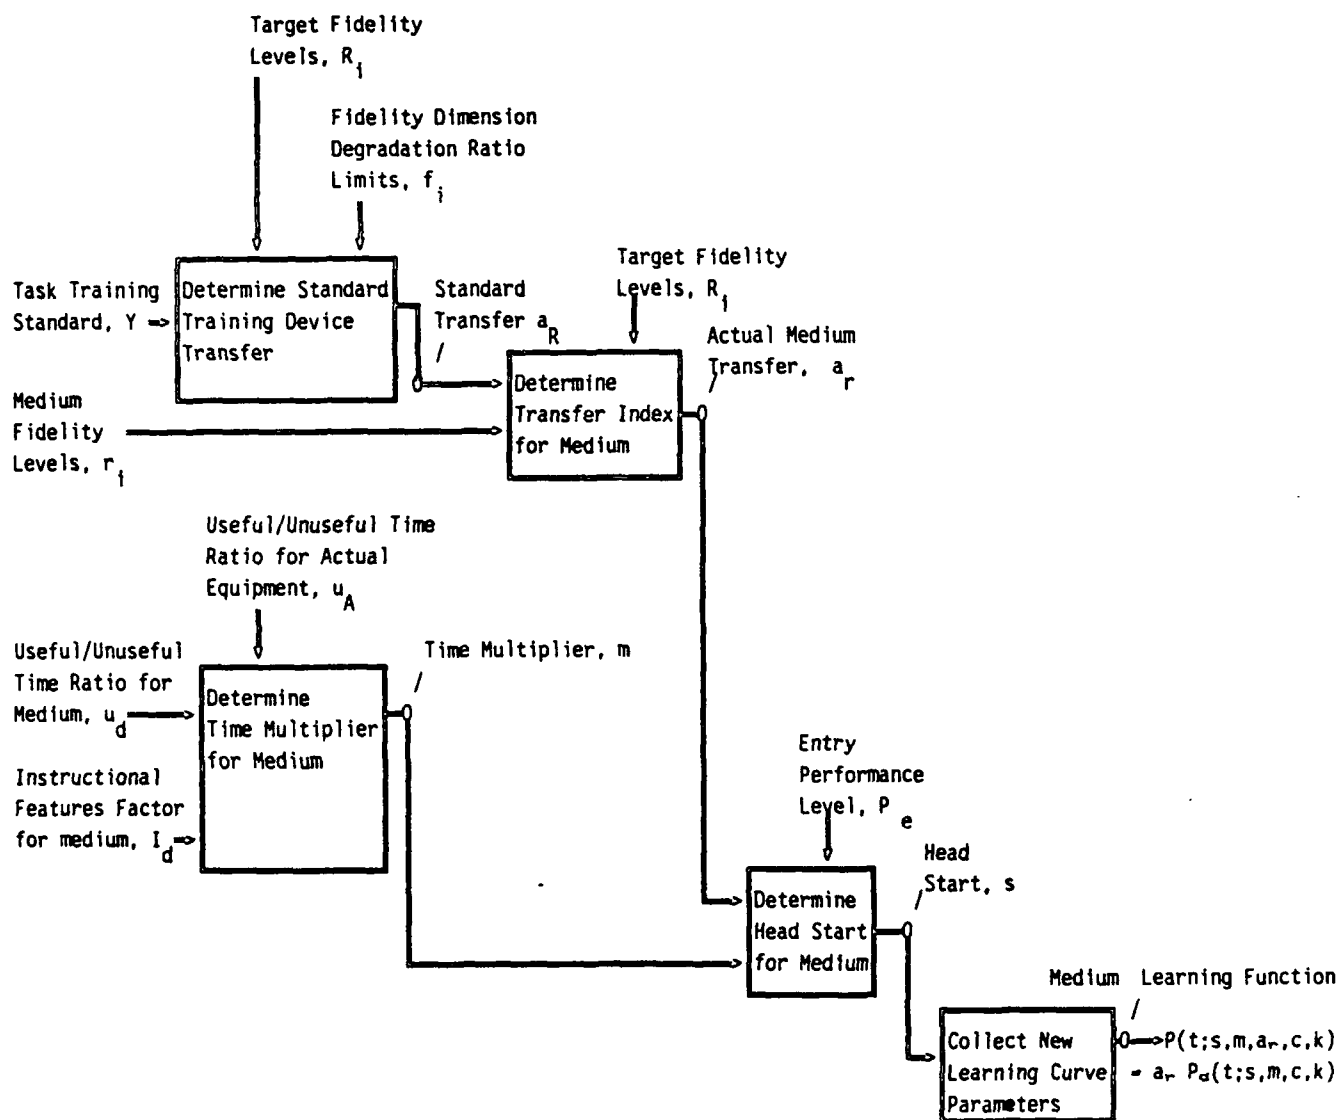 Target Fidelity
Levels, R_i
Fidelity Dimension
Degradation Ratio
Limits, f_i
Task Training
Standard, Y
Determine Standard
Training Device
Transfer
Standard
Transfer a_R
Target Fidelity
Levels, R_i
Actual Medium
Transfer, a_r
Medium
Fidelity
Levels, r_i
Determine
Transfer Index
for Medium
Useful/Unuseful Time
Ratio for Actual
Equipment, u_A
Useful/Unuseful
Time Ratio for
Medium, u_d
Instructional
Features Factor
for medium, I_d
Determine
Time Multiplier
for Medium
Time Multiplier, m
Entry
Performance
Level, P_e
Determine
Head Start
for Medium
Head
Start, s
Collect New
Learning Curve
Parameters
Medium Learning Function
P(t;s,m,a_r,c,k)
= a_r P_d(t;s,m,c,k)